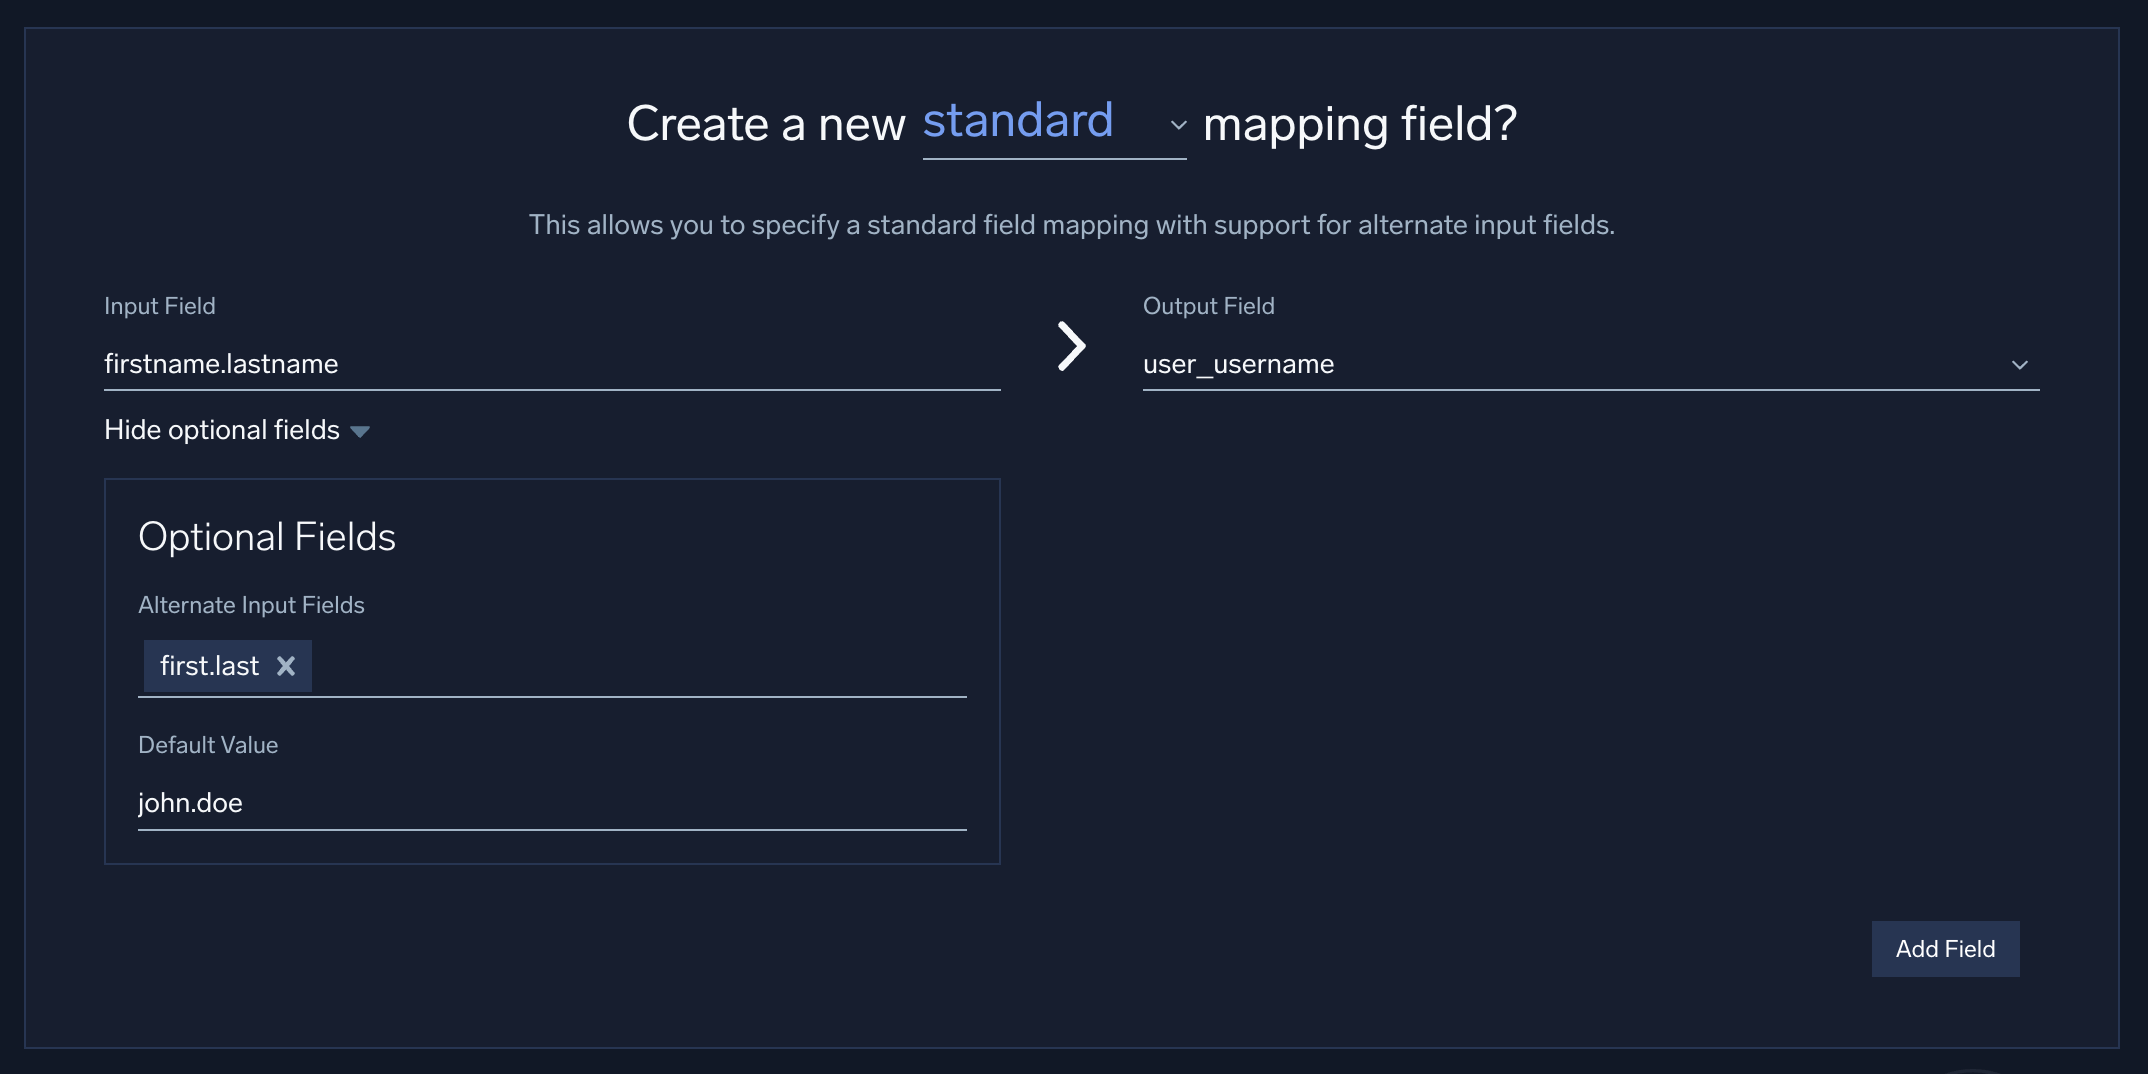 Create a new standard mapping field?
This allows you to specify a standard field mapping with support for alternate input fields.
Input Field
firstname.lastname
Output Field
user_username
Hide optional fields
Optional Fields
Alternate Input Fields
first.last
Default Value
john.doe
Add Field